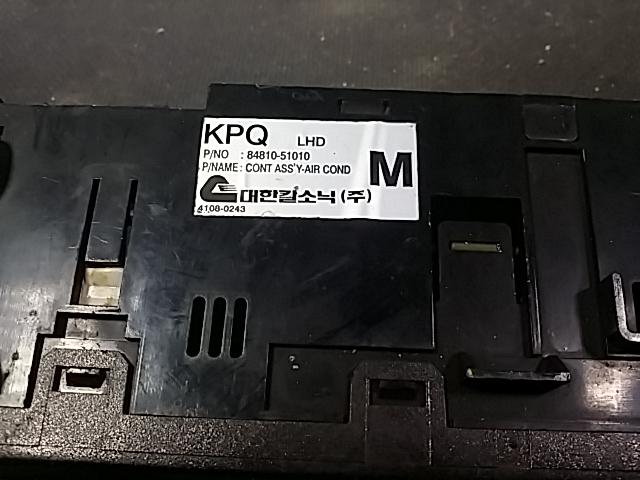 KPQ LHD
P/NO : 84810-51010
P/NAME : CONT ASS'Y-AIR COND
M
대한칼소닉 (주)
4108-0243